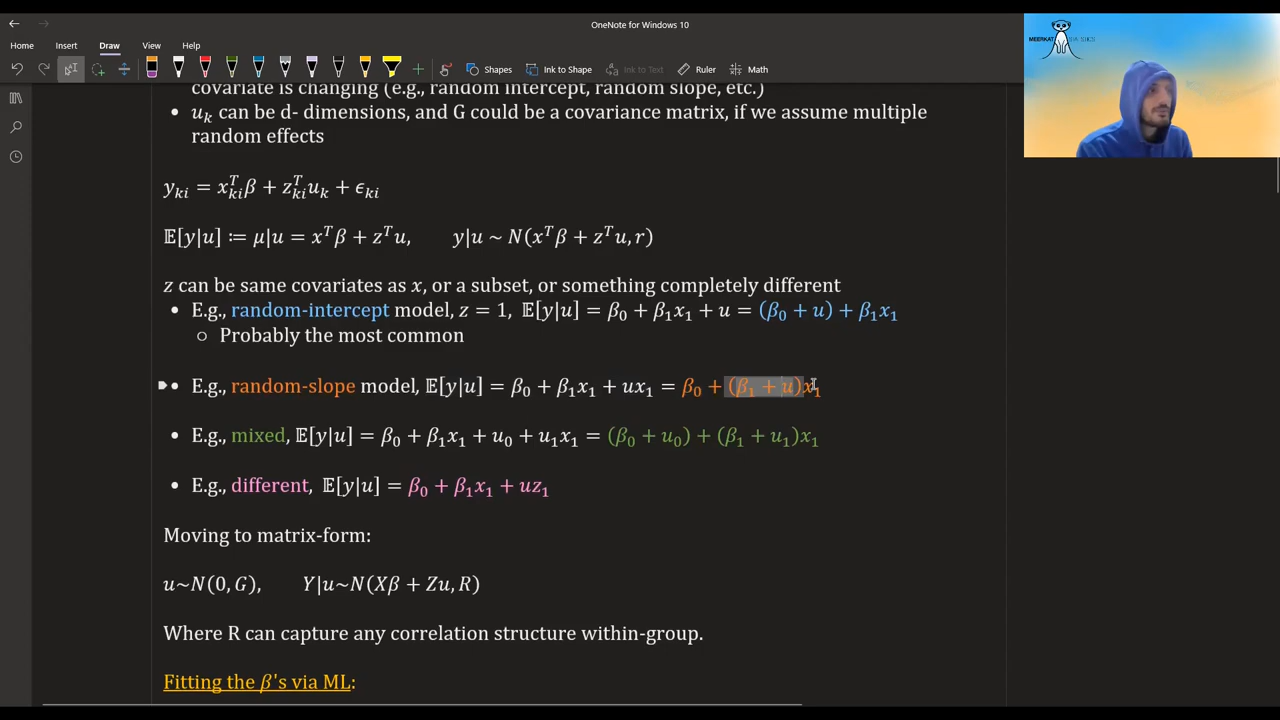 OneNote for Windows 10
Home Insert Draw View Help
Shapes Ink to Shape Ink to Text Ruler Math
MEERKAT
covariate is changing (e.g., random intercept, random slope, etc.)
• u_k can be d- dimensions, and G could be a covariance matrix, if we assume multiple
random effects
y_{ki} = x_{ki}^T β + z_{ki}^T u_k + ϵ_{ki}
𝔼[y|u] ≔ μ|u = x^T β + z^T u, y|u ~ N(x^T β + z^T u, r)
z can be same covariates as x, or a subset, or something completely different
• E.g., random-intercept model, z = 1, 𝔼[y|u] = β_0 + β_1 x_1 + u = (β_0 + u) + β_1 x_1
○ Probably the most common
• E.g., random-slope model, 𝔼[y|u] = β_0 + β_1 x_1 + u x_1 = β_0 + (β_1 + u) x_1
• E.g., mixed, 𝔼[y|u] = β_0 + β_1 x_1 + u_0 + u_1 x_1 = (β_0 + u_0) + (β_1 + u_1) x_1
• E.g., different, 𝔼[y|u] = β_0 + β_1 x_1 + u z_1
Moving to matrix-form:
u~N(0, G), Y|u~N(Xβ + Zu, R)
Where R can capture any correlation structure within-group.
Fitting the β's via ML: